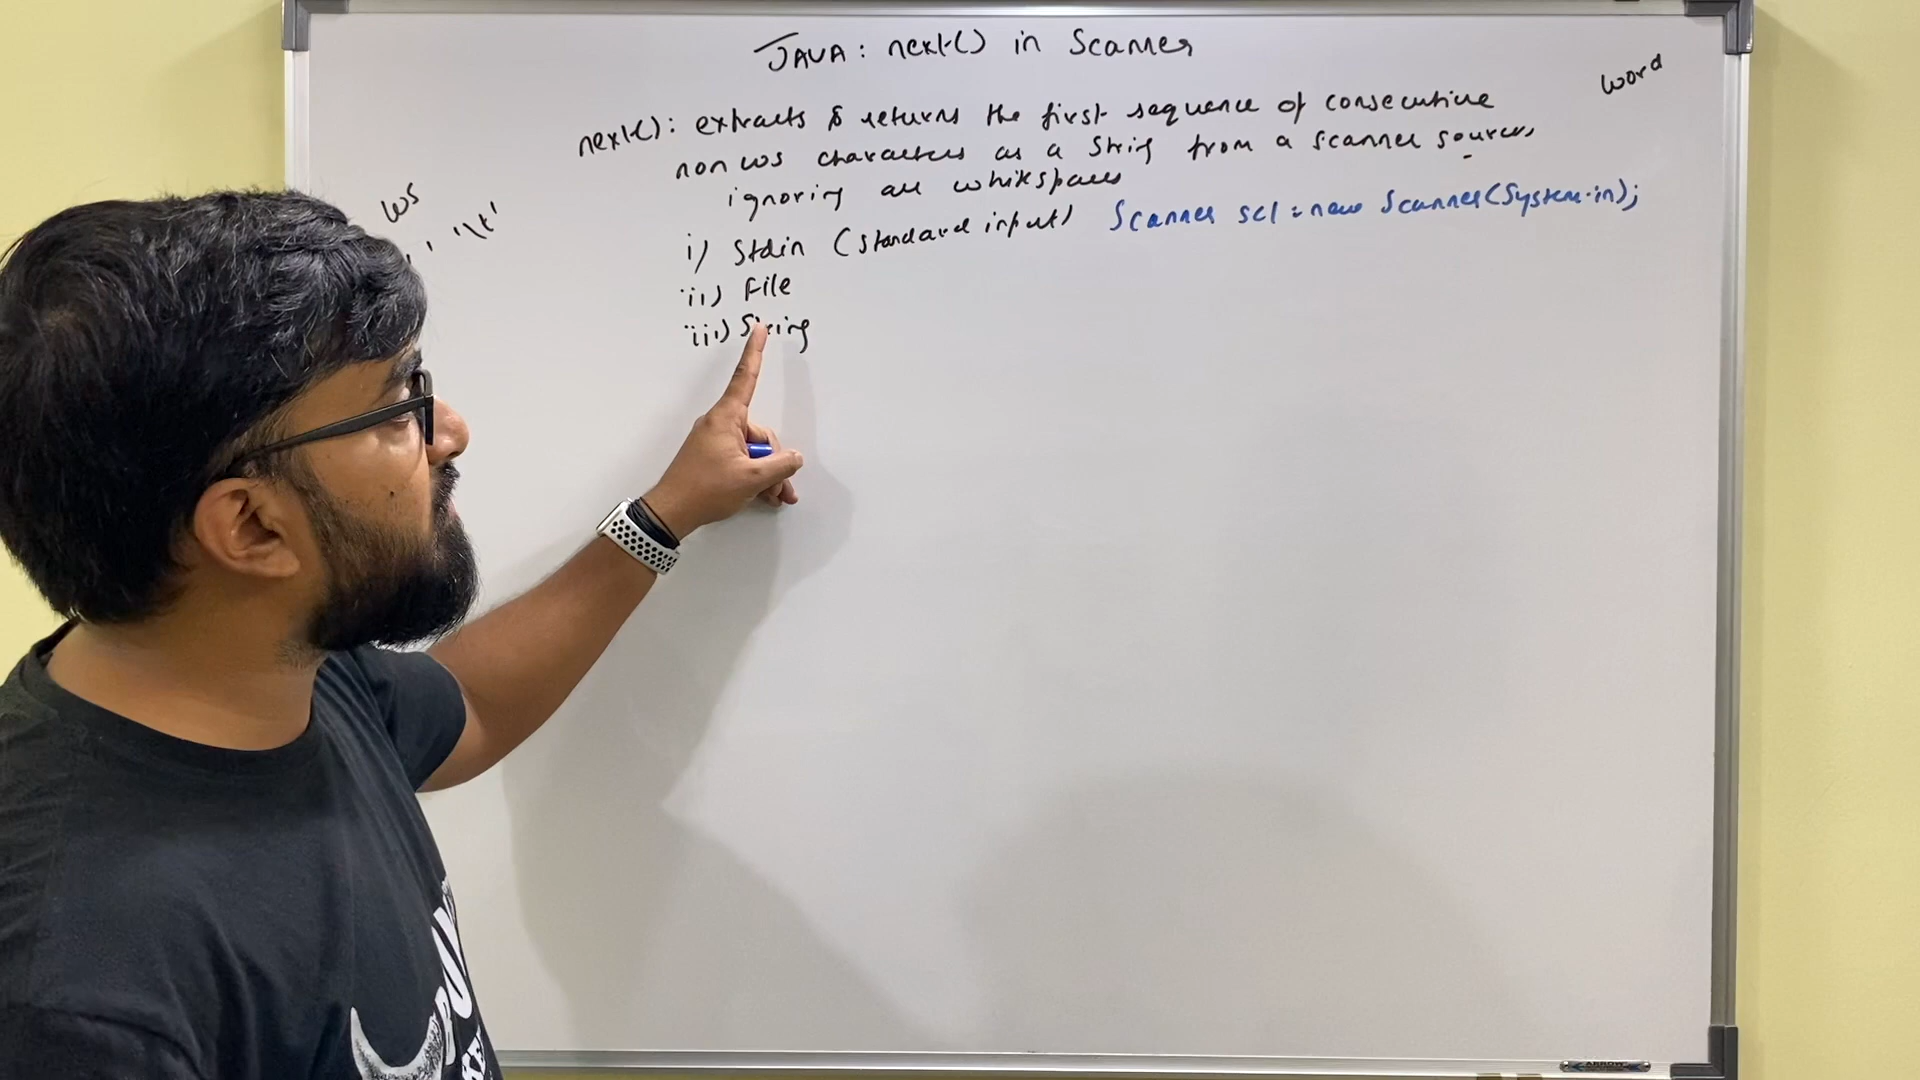 JAVA: next() in Scanner
word
next(): extracts & returns the first sequence of consecutive
non ws characters as a String from a scanner source,
ignoring all whitespaces
ws
' '\t'
i) Stdin (standard input) Scanner sc1 = new Scanner(System.in);
ii) File
iii) String
ARROW